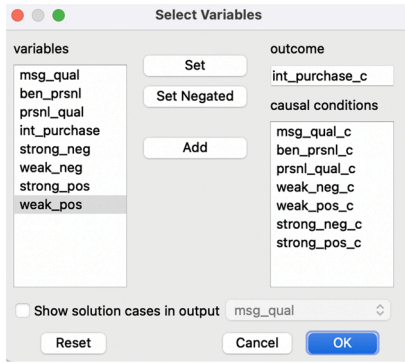 Select Variables
variables
msg_qual
ben_prsnl
prsnl_qual
int_purchase
strong_neg
weak_neg
strong_pos
weak_pos
Set
Set Negated
Add
outcome
int_purchase_c
causal conditions
msg_qual_c
ben_prsnl_c
prsnl_qual_c
weak_neg_c
weak_pos_c
strong_neg_c
strong_pos_c
Show solution cases in output msg_qual
Reset Cancel OK